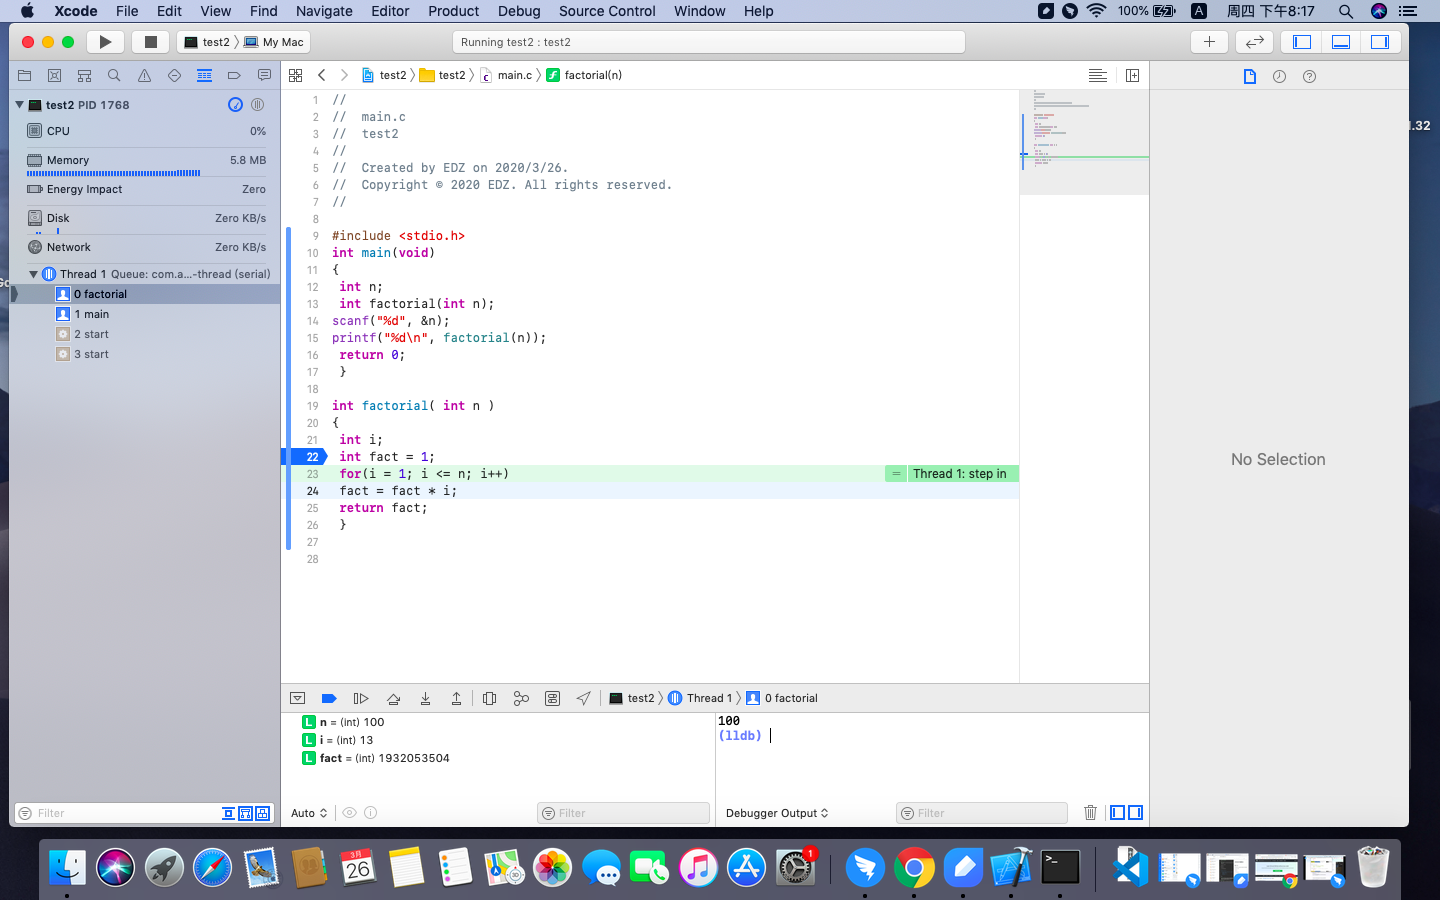 Xcode File Edit View Find Navigate Editor Product Debug Source Control Window Help 100% A 周四 下午8:17
test2 My Mac Running test2 : test2
test2 test2 main.c factorial(n)
test2 PID 1768
CPU 0%
Memory 5.8 MB
Energy Impact Zero
Disk Zero KB/s
Network Zero KB/s
Thread 1 Queue: com.a...-thread (serial)
0 factorial
1 main
2 start
3 start
Filter
1 //
2 //  main.c
3 //  test2
4 //
5 //  Created by EDZ on 2020/3/26.
6 //  Copyright © 2020 EDZ. All rights reserved.
7 //
8
9 #include <stdio.h>
10 int main(void)
11 {
12  int n;
13  int factorial(int n);
14 scanf("%d", &n);
15 printf("%d\n", factorial(n));
16  return 0;
17  }
18
19 int factorial( int n )
20 {
21  int i;
22  int fact = 1;
23  for(i = 1; i <= n; i++) = Thread 1: step in
24  fact = fact * i;
25  return fact;
26  }
27
28
No Selection
1.32
test2 Thread 1 0 factorial
L n = (int) 100
L i = (int) 13
L fact = (int) 1932053504
Auto Filter
100
(lldb)
Debugger Output Filter
3月
26
3D
1
>_